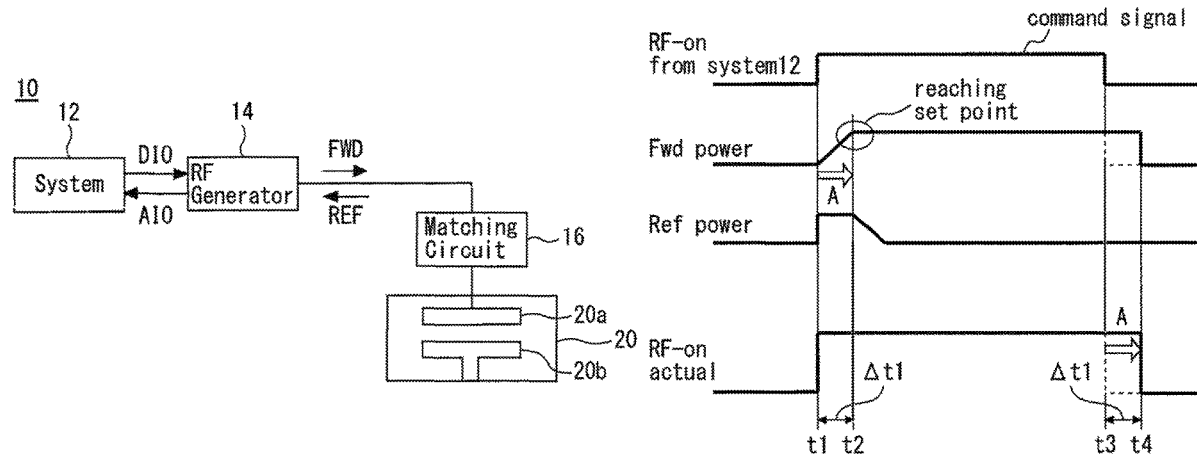 10
12
14
System
DIO
AIO
RF
Generator
FWD
REF
Matching
Circuit
16
20a
20b
20
command signal
RF-on
from system12
reaching
set point
Fwd power
A
Ref power
A
RF-on
actual
Δt1
Δt1
t1 t2
t3 t4